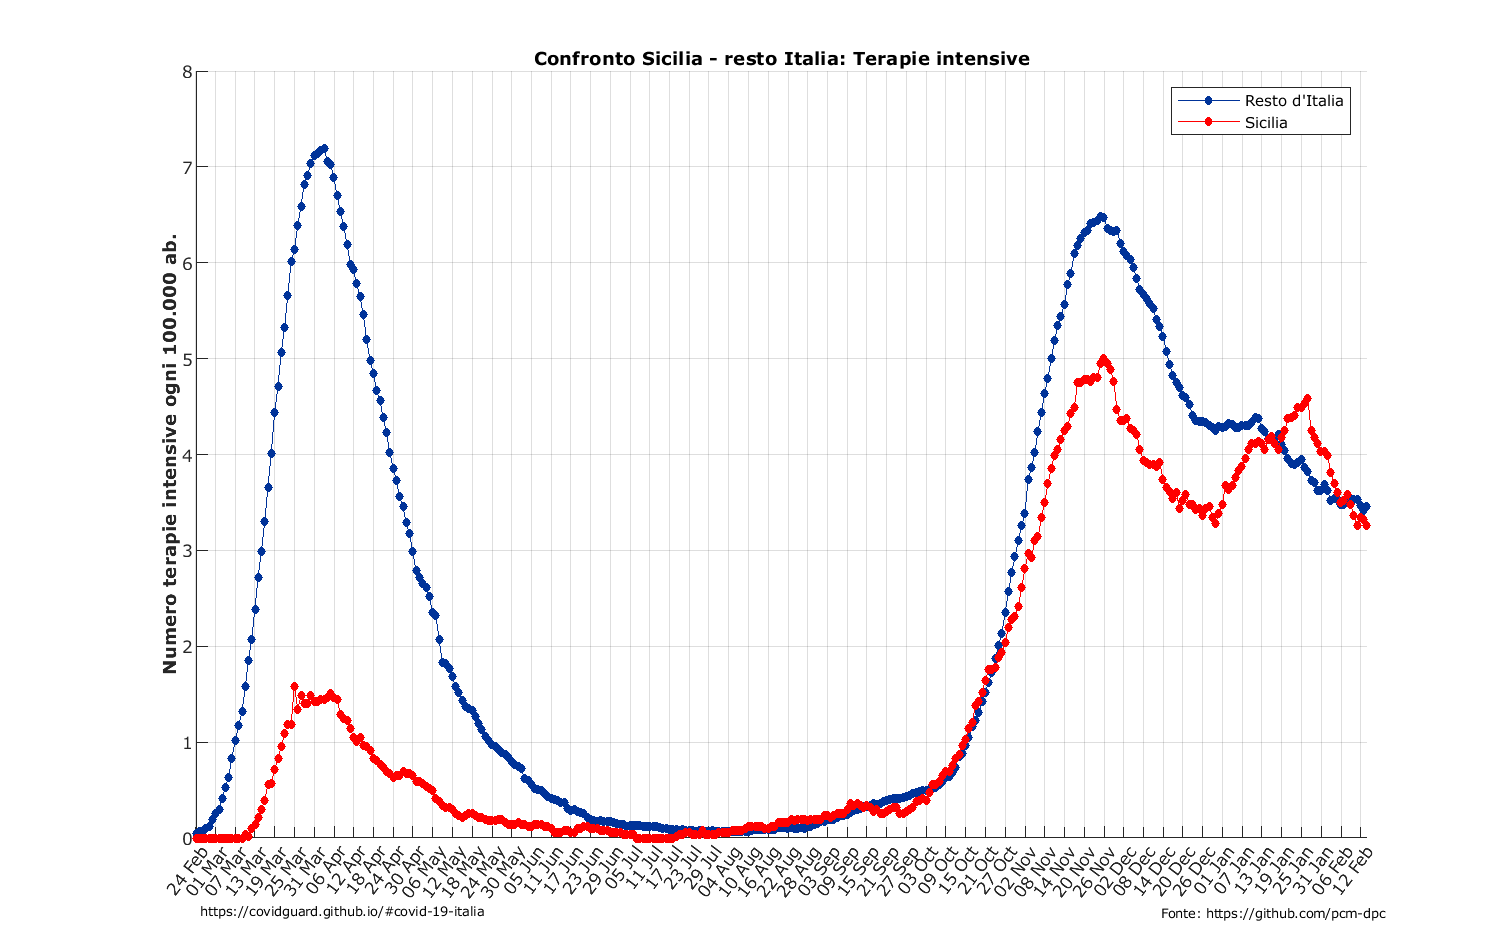 Confronto Sicilia - resto Italia: Terapie intensive
Resto d'Italia
Sicilia
Numero terapie intensive ogni 100.000 ab.
8
7
6
5
4
3
2
1
0
24 Feb
01 Mar
07 Mar
13 Mar
19 Mar
25 Mar
31 Mar
06 Apr
12 Apr
18 Apr
24 Apr
30 Apr
06 May
12 May
18 May
24 May
30 May
05 Jun
11 Jun
17 Jun
23 Jun
29 Jun
05 Jul
11 Jul
17 Jul
23 Jul
29 Jul
04 Aug
10 Aug
16 Aug
22 Aug
28 Aug
03 Sep
09 Sep
15 Sep
21 Sep
27 Sep
03 Oct
09 Oct
15 Oct
21 Oct
27 Oct
02 Nov
08 Nov
14 Nov
20 Nov
26 Nov
02 Dec
08 Dec
14 Dec
20 Dec
26 Dec
01 Jan
07 Jan
13 Jan
19 Jan
25 Jan
31 Jan
06 Feb
12 Feb
https://covidguard.github.io/#covid-19-italia
Fonte: https://github.com/pcm-dpc